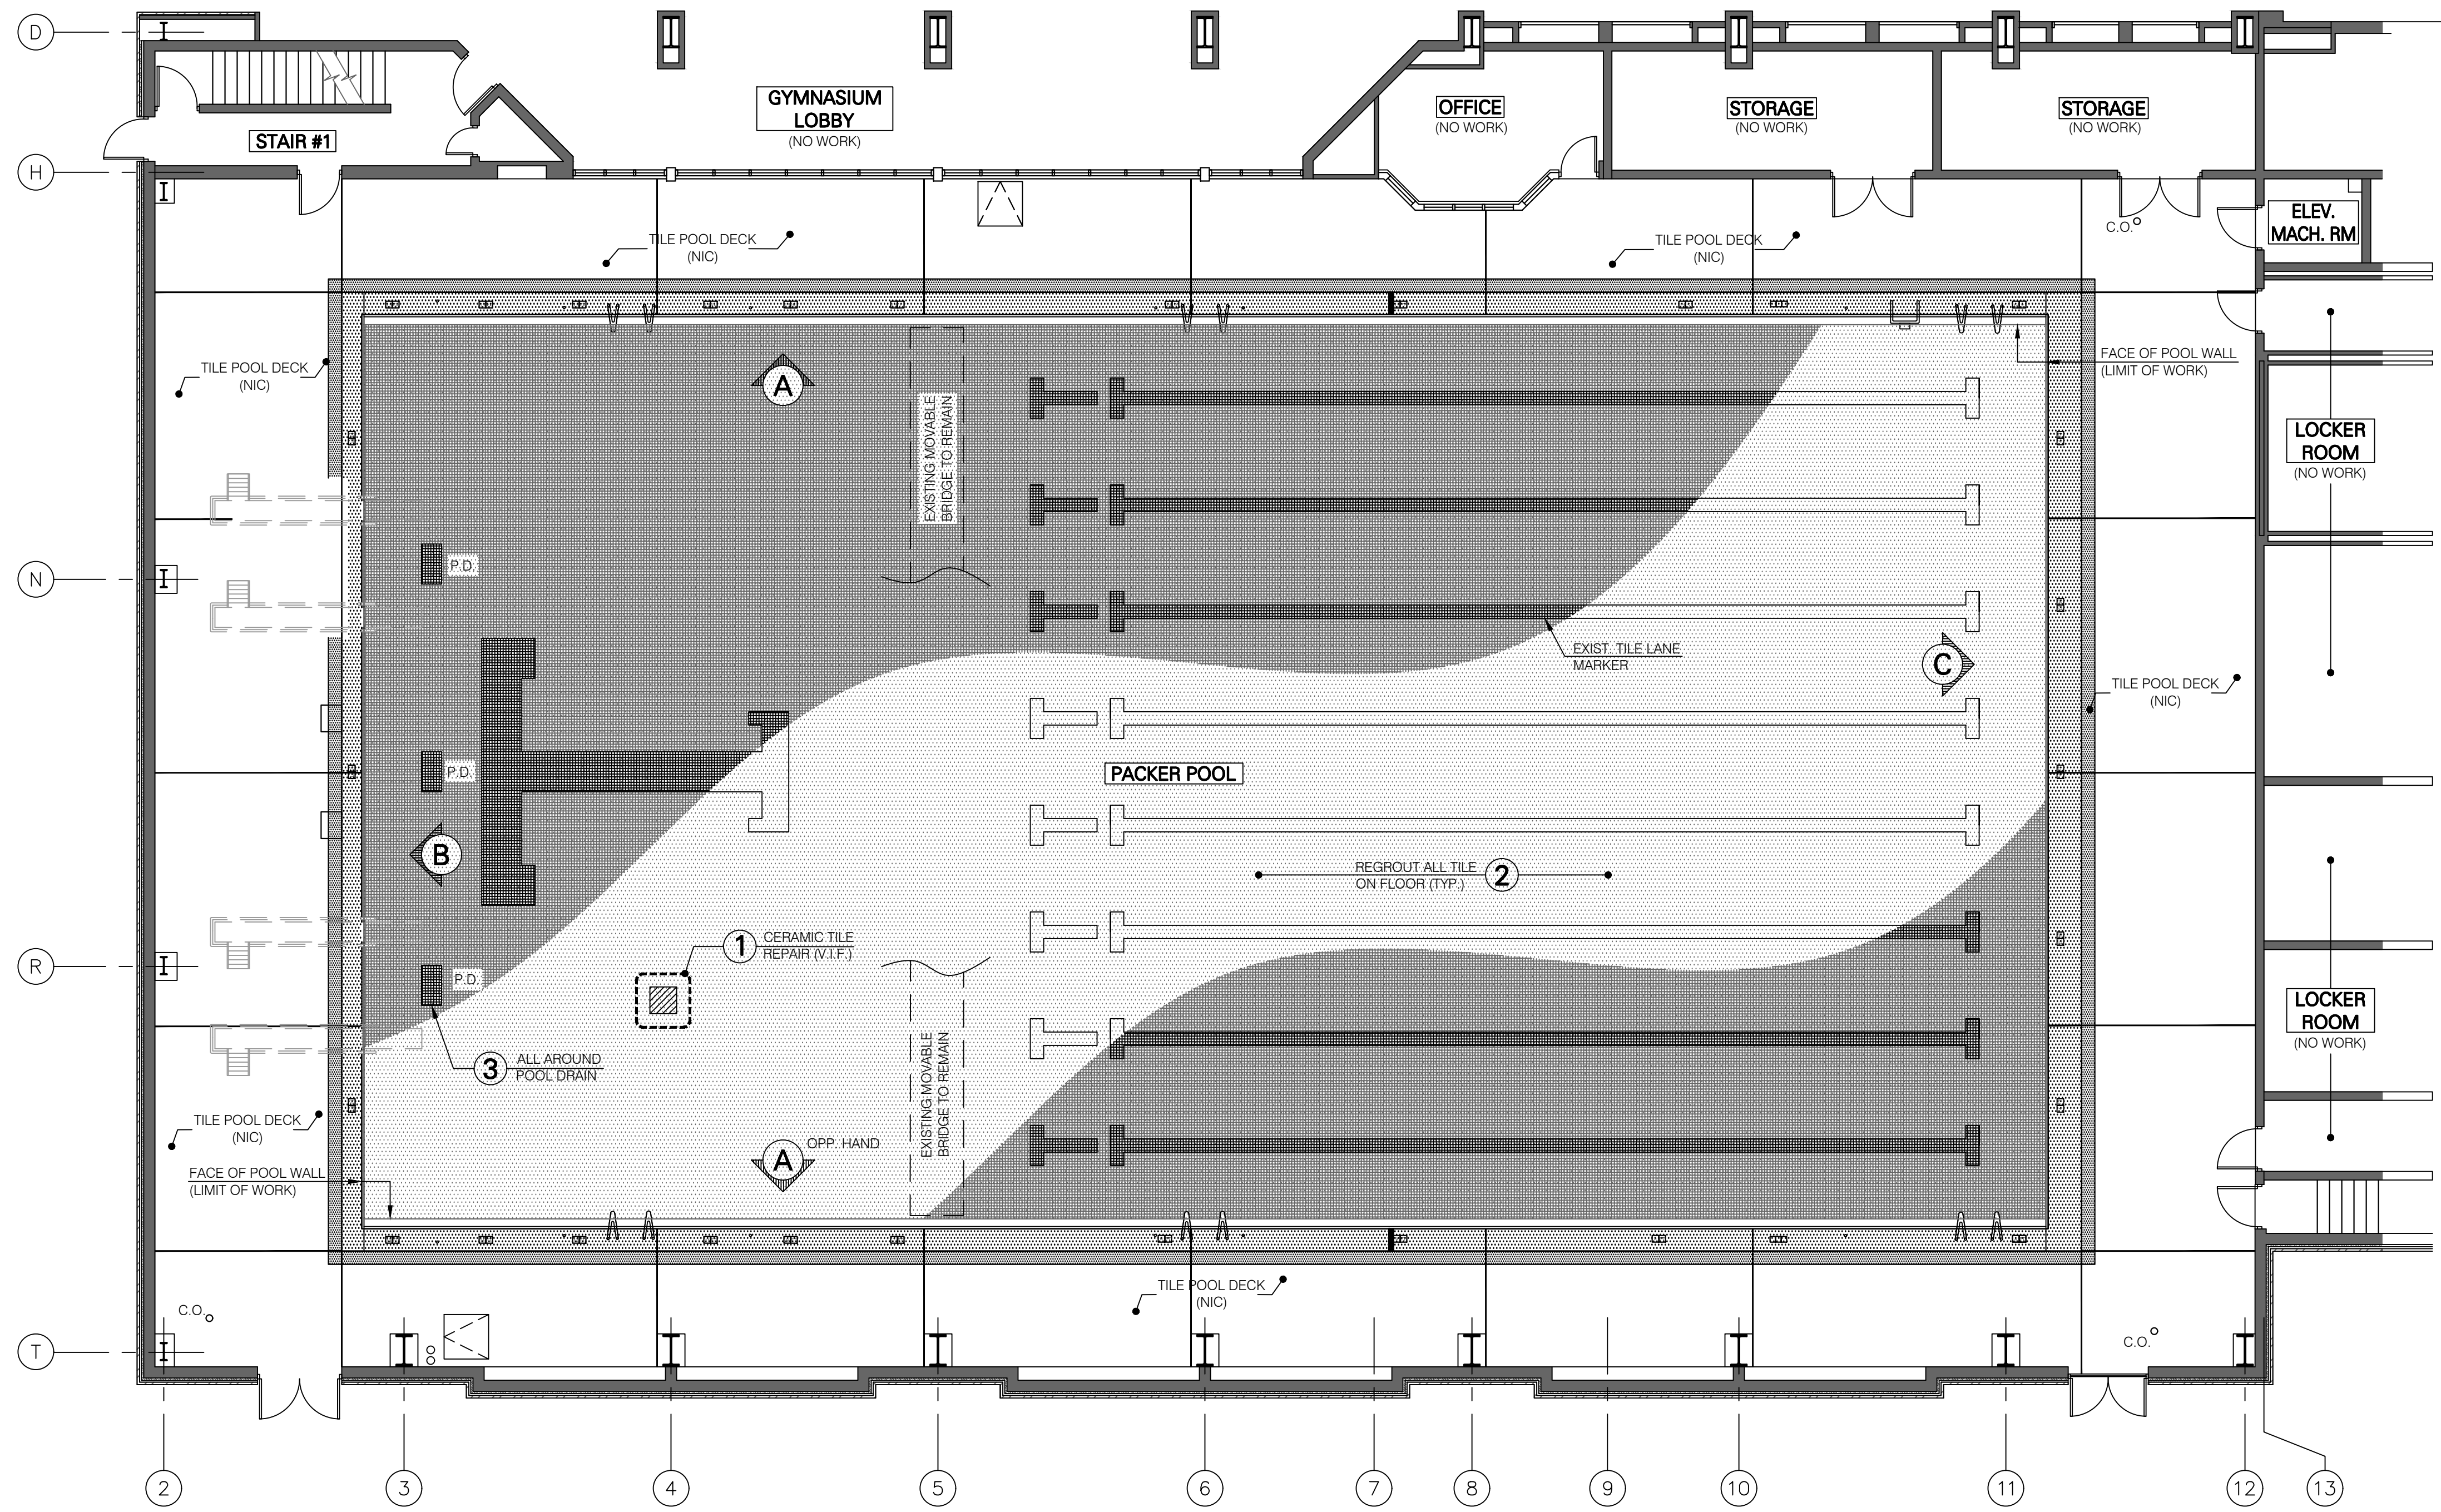 D
GYMNASIUM
LOBBY
(NO WORK)
OFFICE
(NO WORK)
STORAGE
(NO WORK)
STORAGE
(NO WORK)
STAIR #1
H
ELEV.
MACH. RM
C.O.
TILE POOL DECK
(NIC)
TILE POOL DECK
(NIC)
TILE POOL DECK
(NIC)
A
EXISTING MOVABLE
BRIDGE TO REMAIN
FACE OF POOL WALL
(LIMIT OF WORK)
LOCKER
ROOM
(NO WORK)
N
P.D.
EXIST. TILE LANE
MARKER
C
TILE POOL DECK
(NIC)
P.D.
PACKER POOL
B
REGROUT ALL TILE
ON FLOOR (TYP.)
2
1
CERAMIC TILE
REPAIR (V.I.F.)
R
P.D.
LOCKER
ROOM
(NO WORK)
3
ALL AROUND
POOL DRAIN
EXISTING MOVABLE
BRIDGE TO REMAIN
TILE POOL DECK
(NIC)
A
OPP. HAND
FACE OF POOL WALL
(LIMIT OF WORK)
TILE POOL DECK
(NIC)
C.O.
C.O.
T
2
3
4
5
6
7
8
9
10
11
12
13